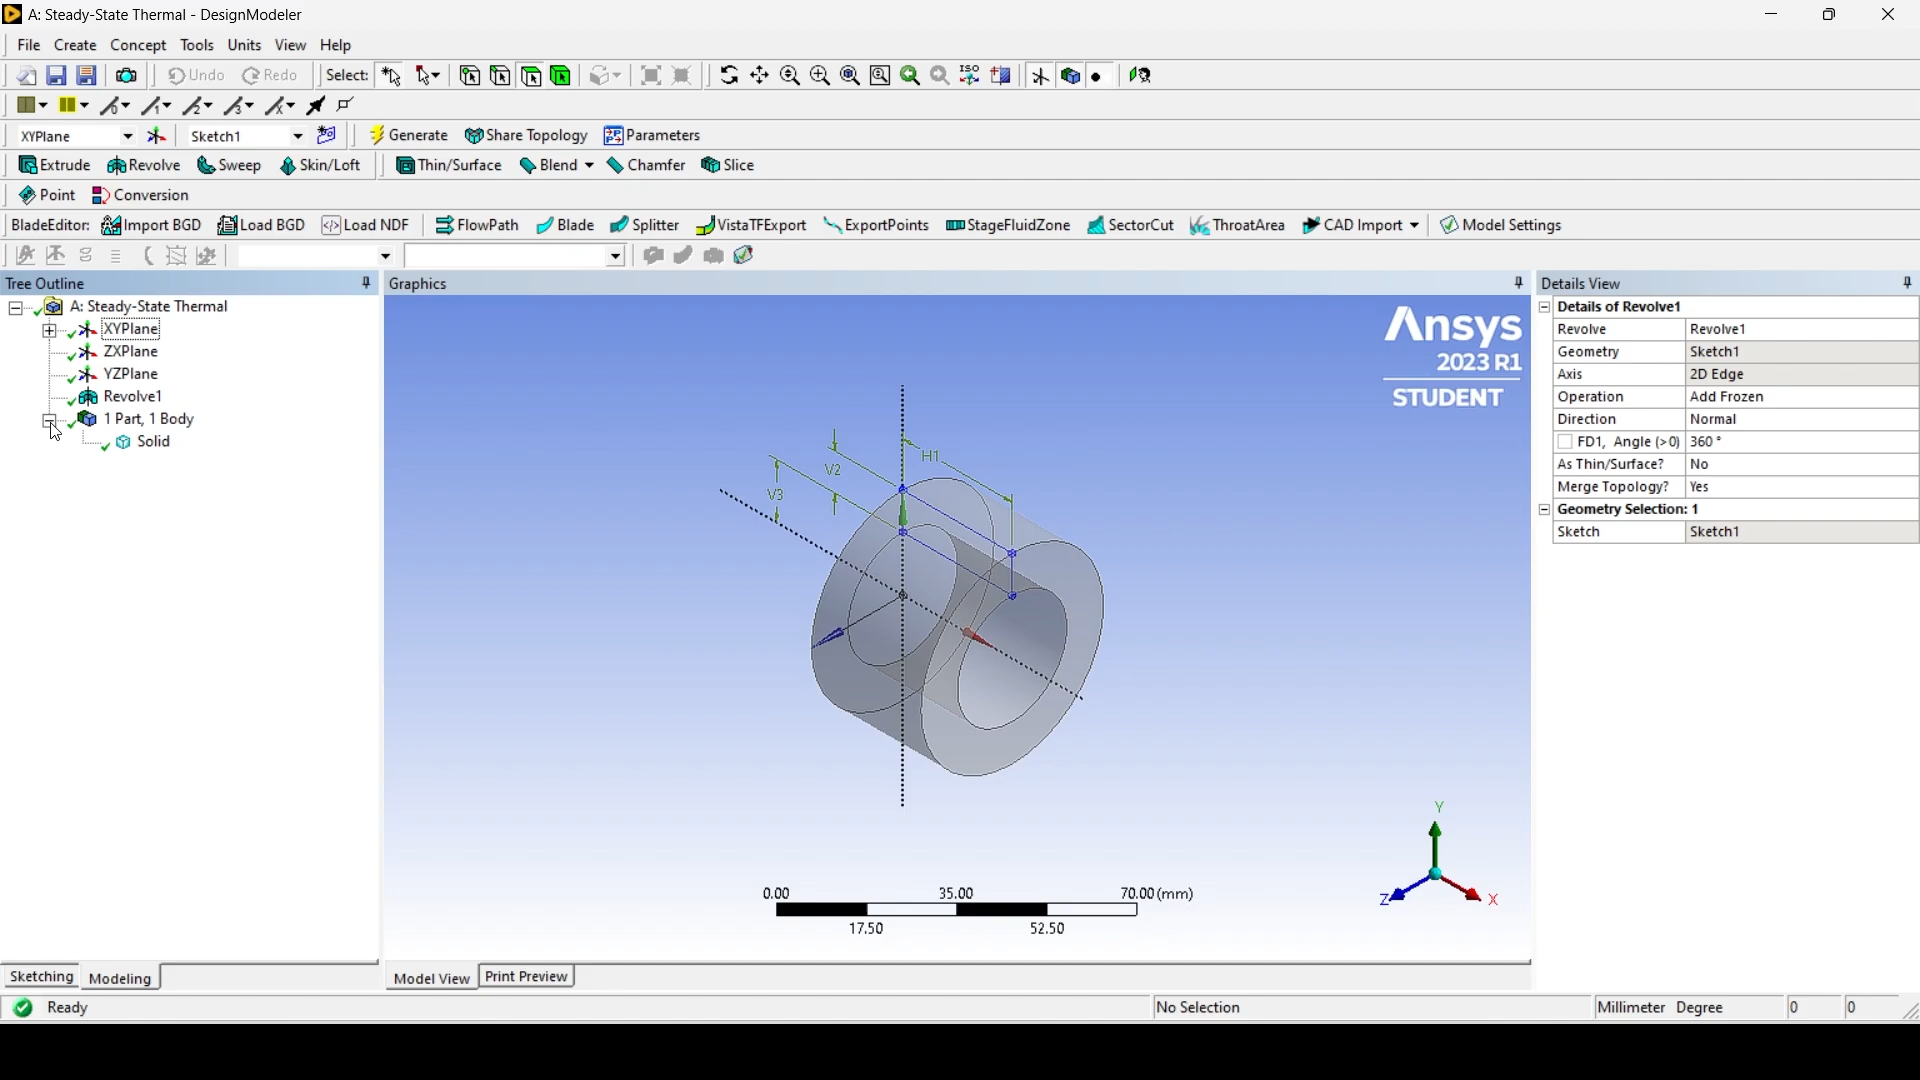 A: Steady-State Thermal - DesignModeler
File Create Concept Tools Units View Help
Undo Redo Select: ISO
XYPlane Sketch1 Generate Share Topology Parameters
Extrude Revolve Sweep Skin/Loft Thin/Surface Blend Chamfer Slice
Point Conversion
BladeEditor: Import BGD Load BGD Load NDF FlowPath Blade Splitter VistaTFExport ExportPoints StageFluidZone SectorCut ThroatArea CAD Import Model Settings
Tree Outline
A: Steady-State Thermal
XYPlane
ZXPlane
YZPlane
Revolve1
1 Part, 1 Body
Solid
Sketching Modeling
Graphics
Ansys
2023 R1
STUDENT
H1
V2
V3
0.00 35.00 70.00 (mm)
17.50 52.50
Y
Z X
Model View Print Preview
Details View
Details of Revolve1
Revolve Revolve1
Geometry Sketch1
Axis 2D Edge
Operation Add Frozen
Direction Normal
FD1, Angle (>0) 360 °
As Thin/Surface? No
Merge Topology? Yes
Geometry Selection: 1
Sketch Sketch1
Ready No Selection Millimeter Degree 0 0